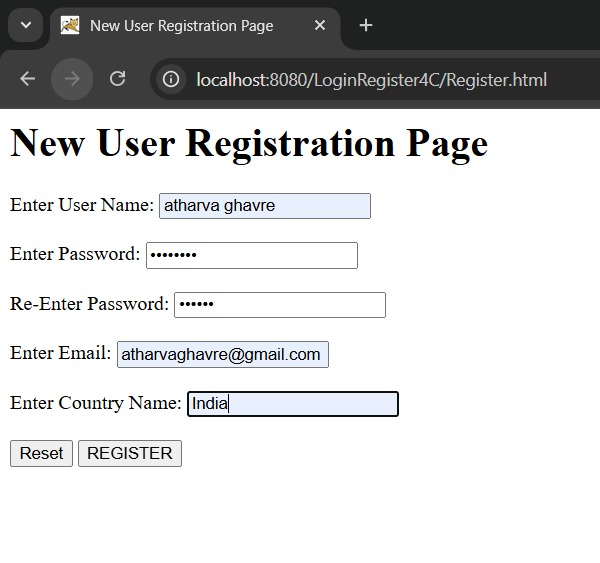 New User Registration Page
localhost:8080/LoginRegister4C/Register.html
New User Registration Page
Enter User Name: atharva ghavre
Enter Password: ••••••••
Re-Enter Password: ••••••
Enter Email: atharvaghavre@gmail.com
Enter Country Name: India
Reset REGISTER